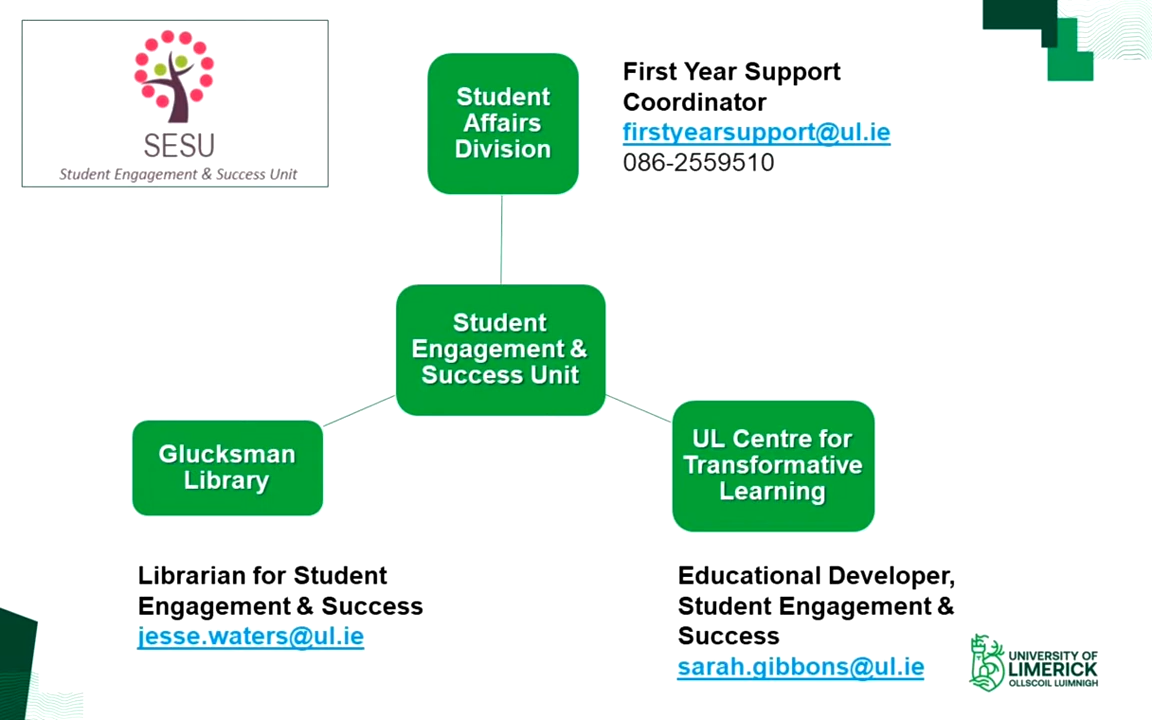 SESU
Student Engagement & Success Unit
Student
Affairs
Division
First Year Support
Coordinator
firstyearsupport@ul.ie
086-2559510
Student
Engagement &
Success Unit
Glucksman
Library
UL Centre for
Transformative
Learning
Librarian for Student
Engagement & Success
jesse.waters@ul.ie
Educational Developer,
Student Engagement &
Success
sarah.gibbons@ul.ie
UNIVERSITY OF
LIMERICK
OLLSCOIL LUIMNIGH